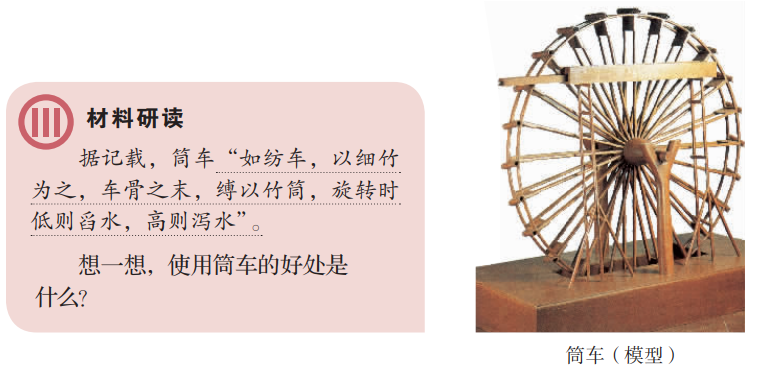 材料研读
据记载，筒车“如纺车，以细竹
为之，车骨之末，缚以竹筒，旋转时
低则舀水，高则泻水”。
想一想，使用筒车的好处是
什么？
筒车（模型）